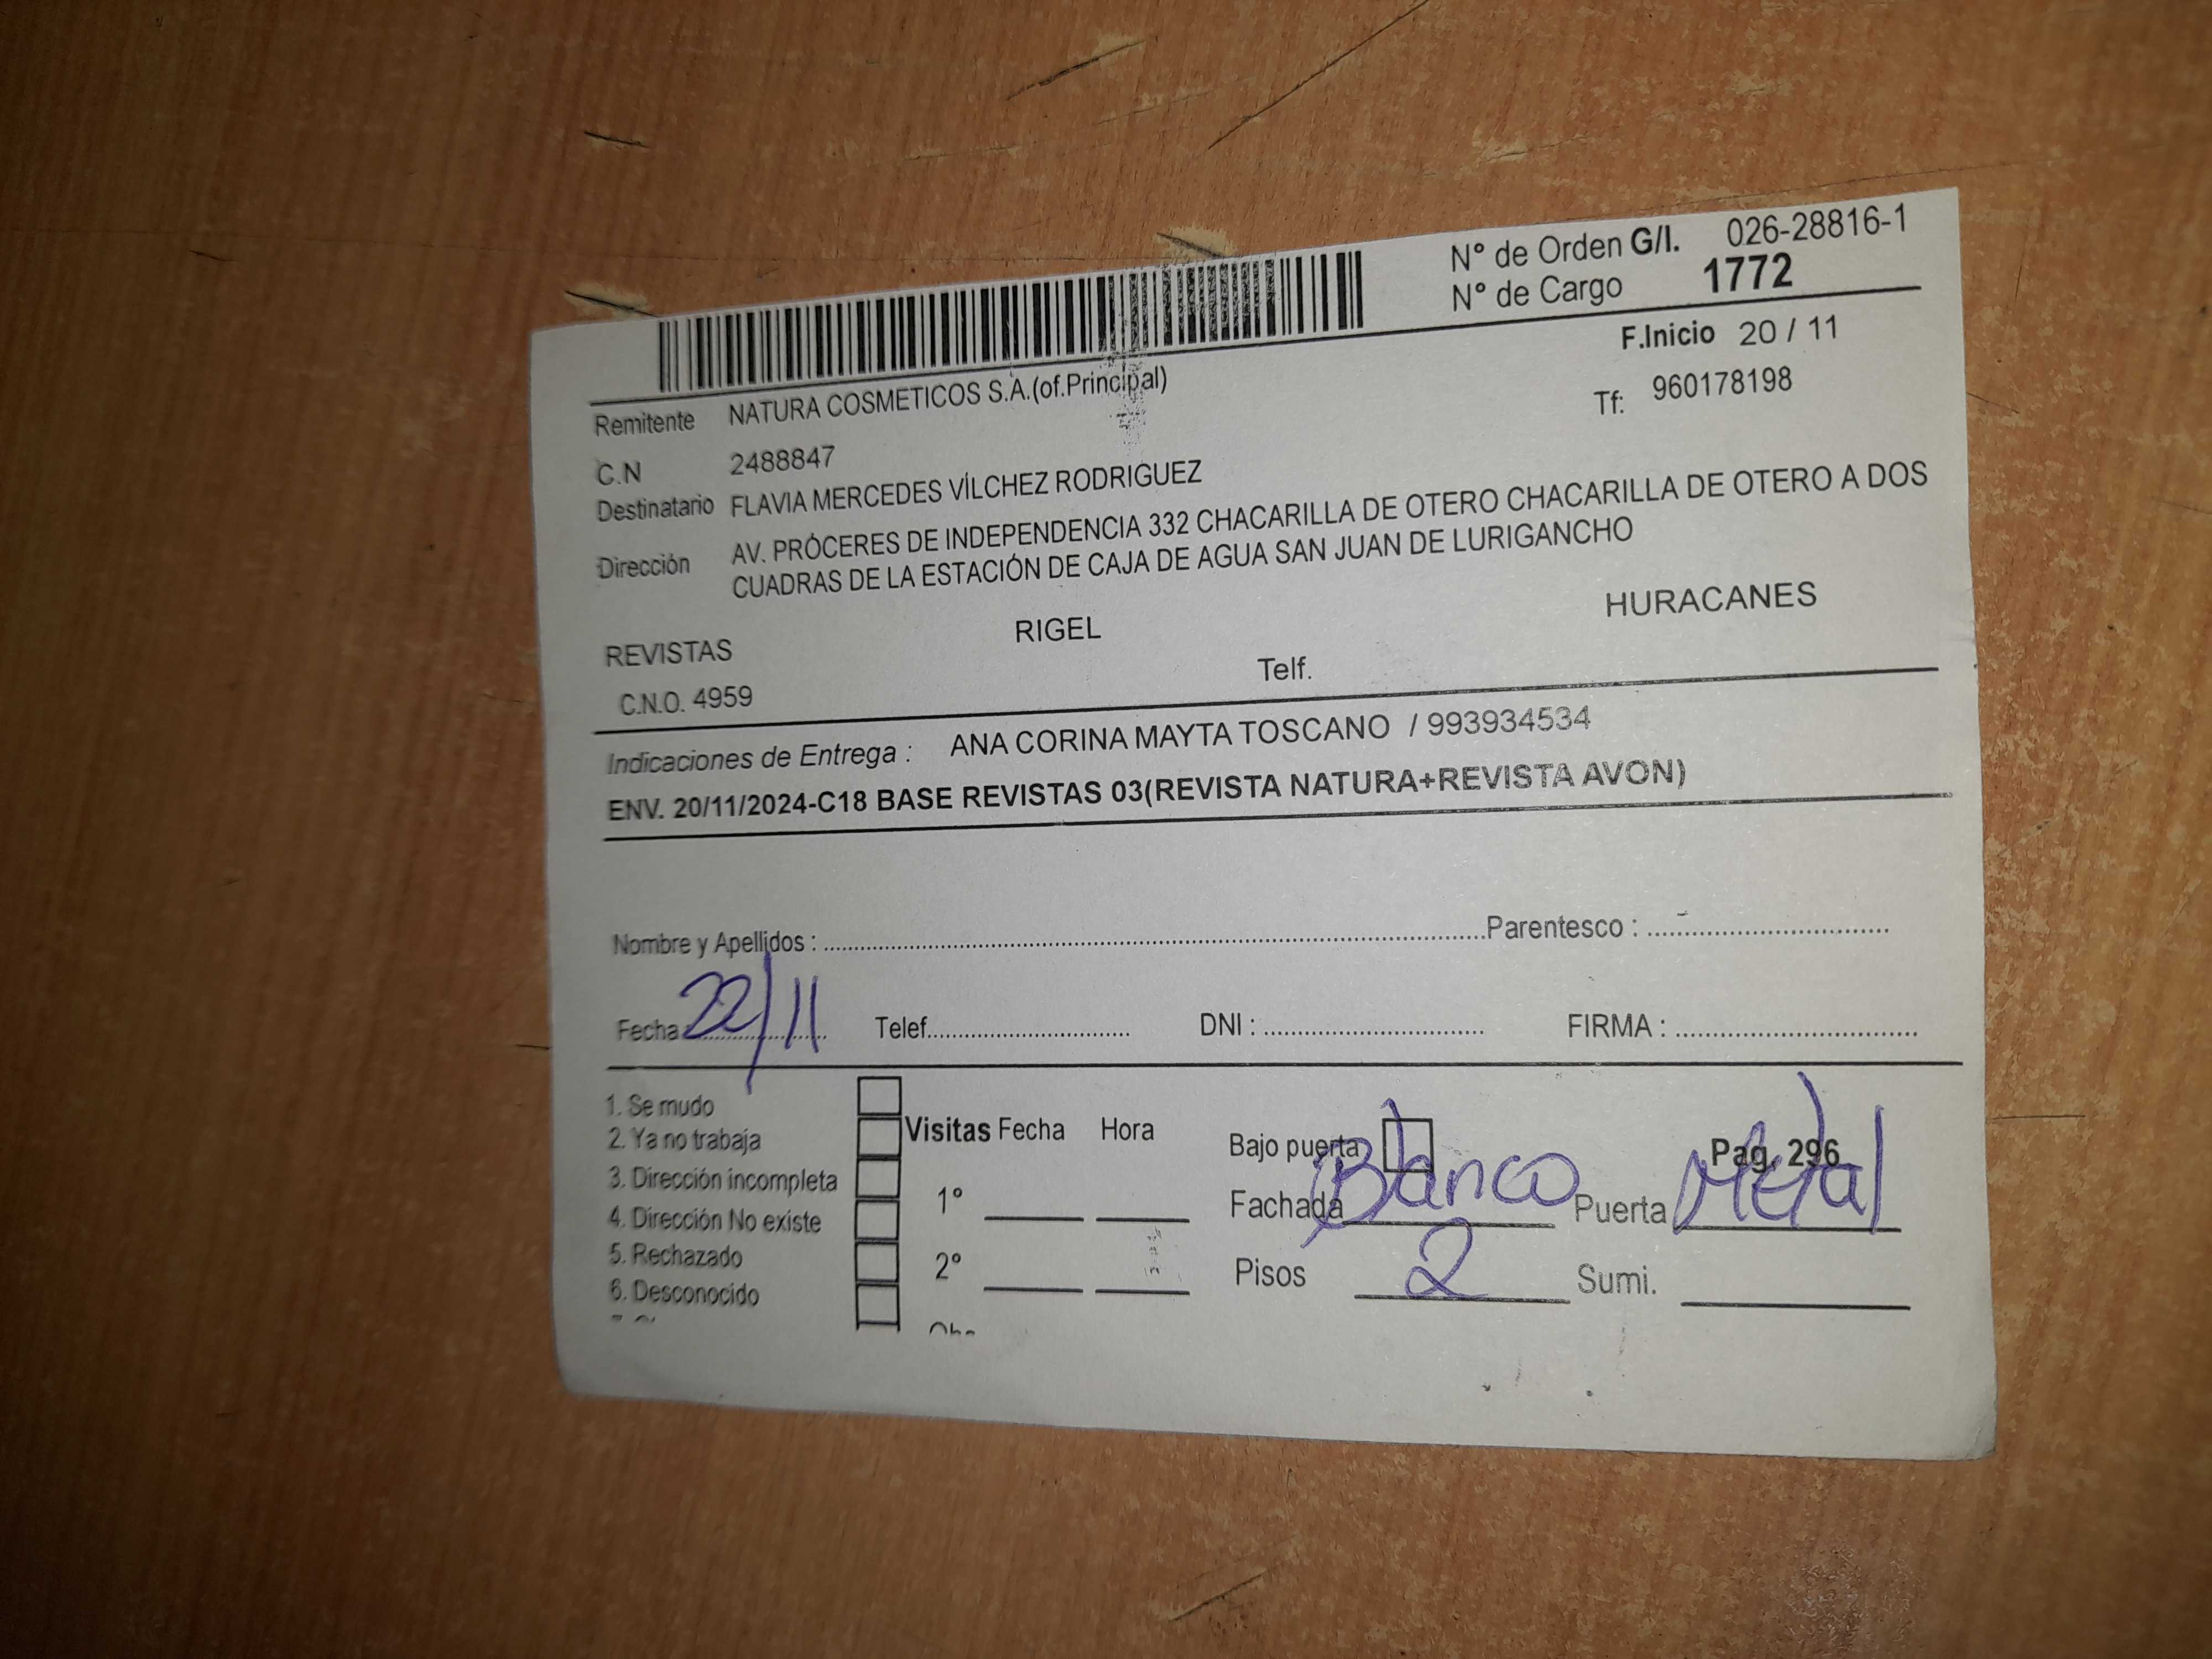 Nº de Orden G/I. 026-28816-1
Nº de Cargo 1772
F.Inicio 20 / 11
Remitente NATURA COSMETICOS S.A.(of.Principal)
Tf: 960178198
C.N 2488847
Destinatario FLAVIA MERCEDES VÍLCHEZ RODRIGUEZ
Dirección AV. PRÓCERES DE INDEPENDENCIA 332 CHACARILLA DE OTERO CHACARILLA DE OTERO A DOS
CUADRAS DE LA ESTACIÓN DE CAJA DE AGUA SAN JUAN DE LURIGANCHO
REVISTAS RIGEL HURACANES
C.N.O. 4959 Telf.
Indicaciones de Entrega : ANA CORINA MAYTA TOSCANO / 993934534
ENV. 20/11/2024-C18 BASE REVISTAS 03(REVISTA NATURA+REVISTA AVON)
Nombre y Apellidos : Parentesco :
Fecha 22/11 Telef. DNI : FIRMA :
1. Se mudo
2. Ya no trabaja
3. Dirección incompleta
4. Dirección No existe
5. Rechazado
6. Desconocido
Visitas Fecha Hora
1º
2º
Bajo puerta Pag. 296
Fachada Blanco Puerta Metal
Pisos 2 Sumi.